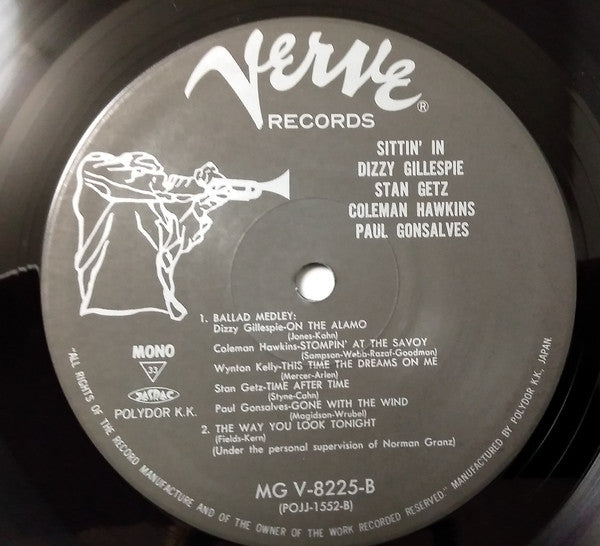 Verve®
RECORDS
SITTIN' IN
DIZZY GILLESPIE
STAN GETZ
COLEMAN HAWKINS
PAUL GONSALVES
1. BALLAD MEDLEY:
Dizzy Gillespie-ON THE ALAMO
(Jones-Kahn)
Coleman Hawkins-STOMPIN' AT THE SAVOY
(Sampson-Webb-Razaf-Goodman)
Wynton Kelly-THIS TIME THE DREAMS ON ME
(Mercer-Arlen)
Stan Getz-TIME AFTER TIME
(Styne-Cahn)
Paul Gonsalves-GONE WITH THE WIND
(Magidson-Wrubel)
2. THE WAY YOU LOOK TONIGHT
(Fields-Kern)
(Under the personal supervision of Norman Granz)
MONO
33
JASRAC
POLYDOR K.K.
MG V-8225-B
(POJJ-1552-B)
"ALL RIGHTS OF THE RECORD MANUFACTURE AND OF THE OWNER OF THE WORK RECORDED RESERVED." MANUFACTURED BY POLYDOR K.K. JAPAN